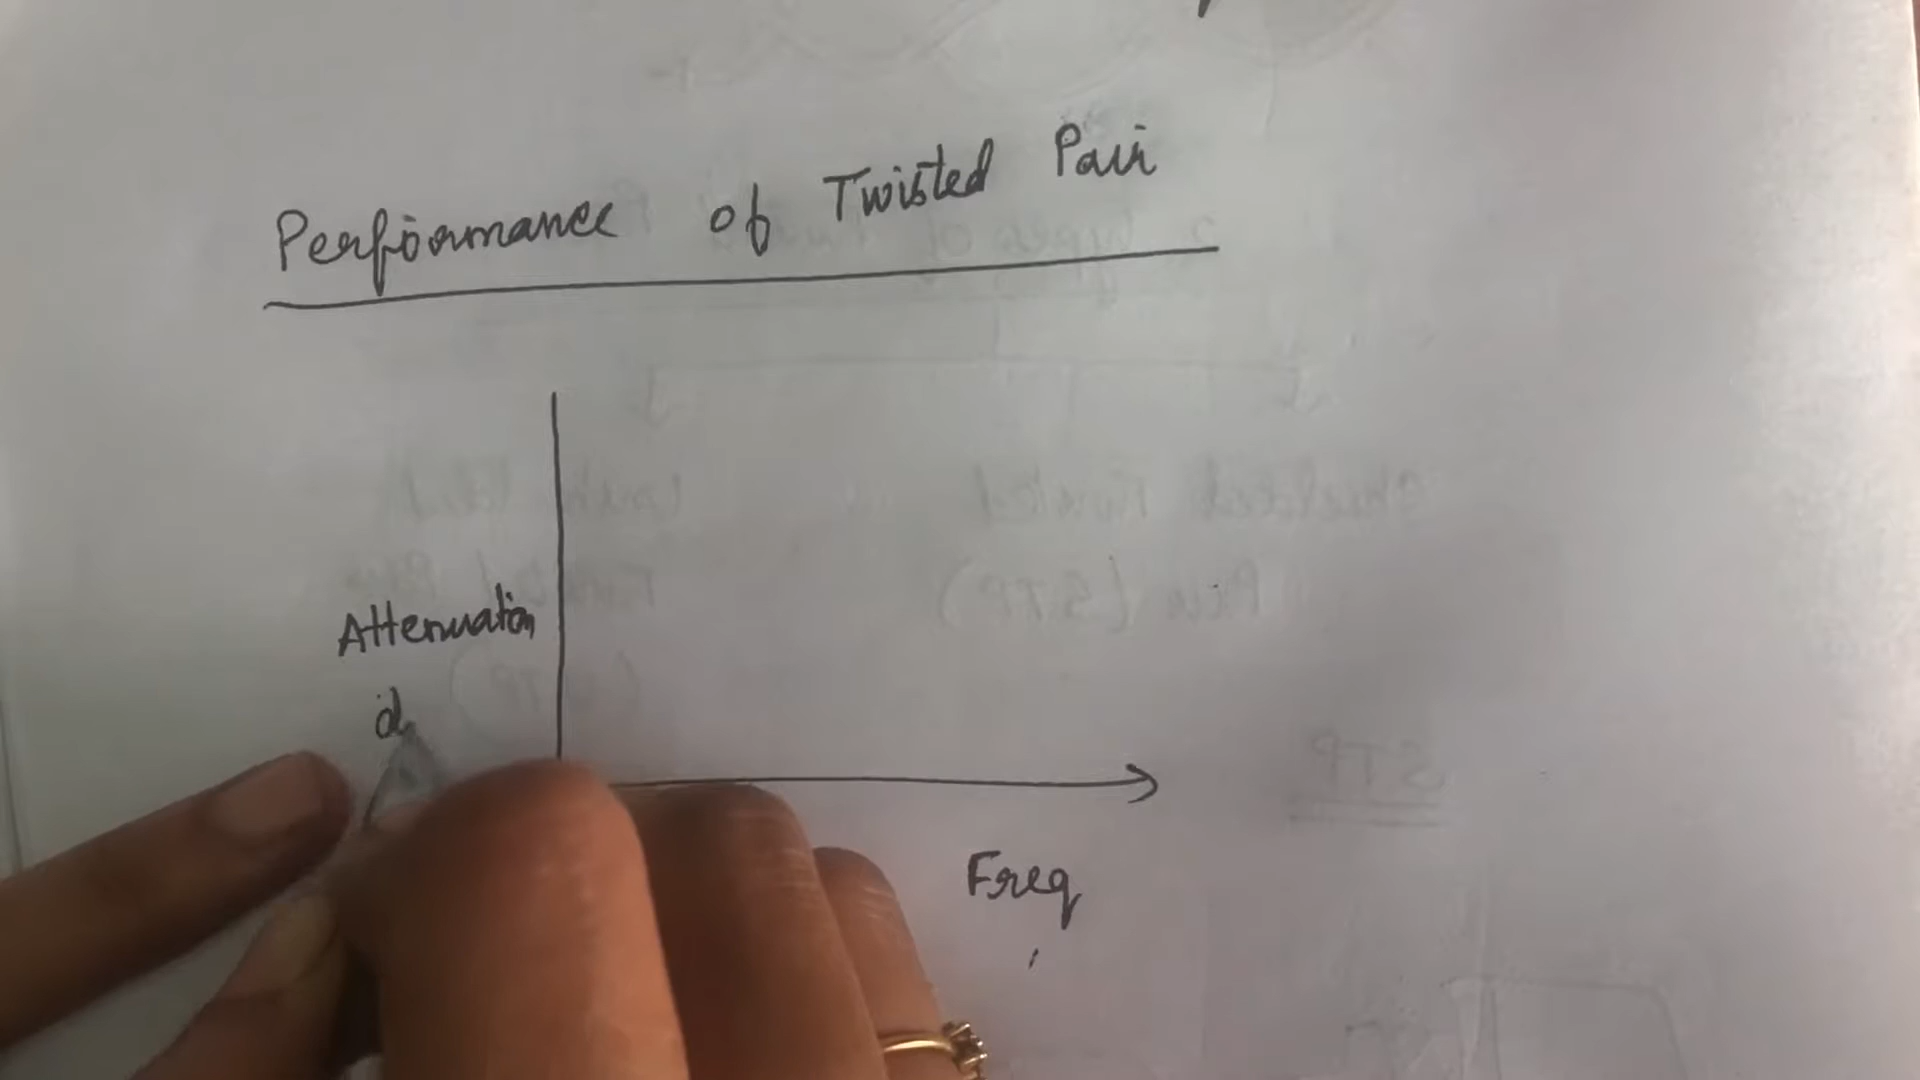 Performance of Twisted Pair
Attenuation
d
Freq